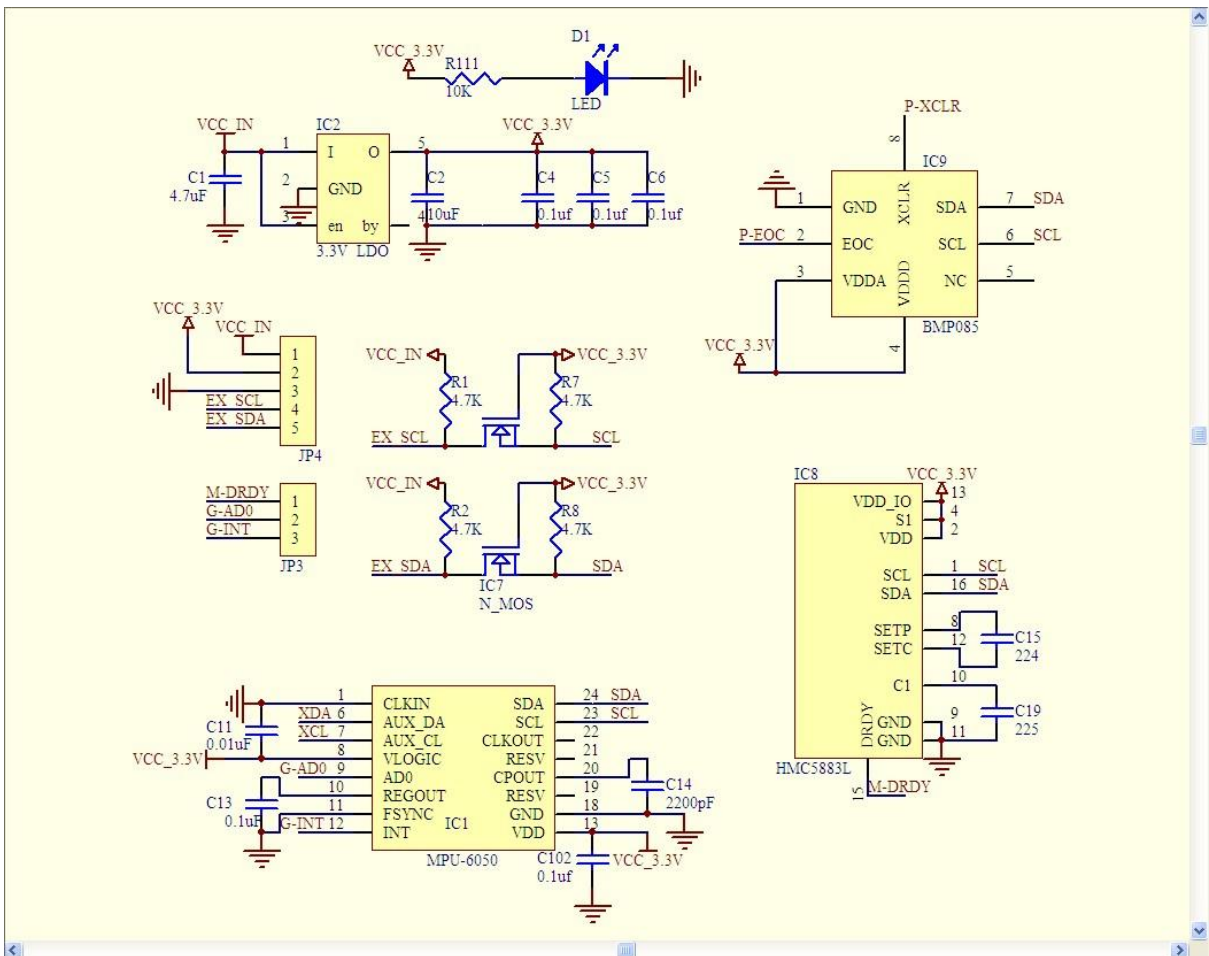 D1
VCC_3.3V
R111
10K
LED
VCC_IN
IC2
VCC_3.3V
1
I
O
5
C1
4.7uF
2
GND
C2
10uF
C4
0.1uf
C5
0.1uf
C6
0.1uf
3
en
by
4
3.3V LDO
P-XCLR
8
IC9
1
GND
XCLR
SDA
7
SDA
P-EOC
2
EOC
SCL
6
SCL
3
VDDA
VDDD
NC
5
BMP085
4
VCC_3.3V
VCC_3.3V
VCC_IN
1
2
3
EX_SCL
4
EX_SDA
5
JP4
M-DRDY
1
G-AD0
2
G-INT
3
JP3
VCC_IN
VCC_3.3V
R1
4.7K
R7
4.7K
EX_SCL
SCL
VCC_IN
VCC_3.3V
R2
4.7K
R8
4.7K
EX_SDA
SDA
IC7
N_MOS
IC8
VCC_3.3V
VDD_IO
13
S1
4
VDD
2
SCL
1
SCL
SDA
16
SDA
SETP
8
SETC
12
C15
224
C1
10
C19
225
GND
9
GND
11
DRDY
HMC5883L
15
M-DRDY
1
CLKIN
SDA
24
SDA
XDA
6
AUX_DA
SCL
23
SCL
XCL
7
AUX_CL
CLKOUT
22
C11
0.01uF
VCC_3.3V
8
VLOGIC
RESV
21
G-AD0
9
AD0
CPOUT
20
C14
2200pF
10
REGOUT
RESV
19
C13
0.1uF
11
FSYNC
GND
18
G-INT
12
INT
IC1
VDD
13
MPU-6050
C102
0.1uf
VCC_3.3V